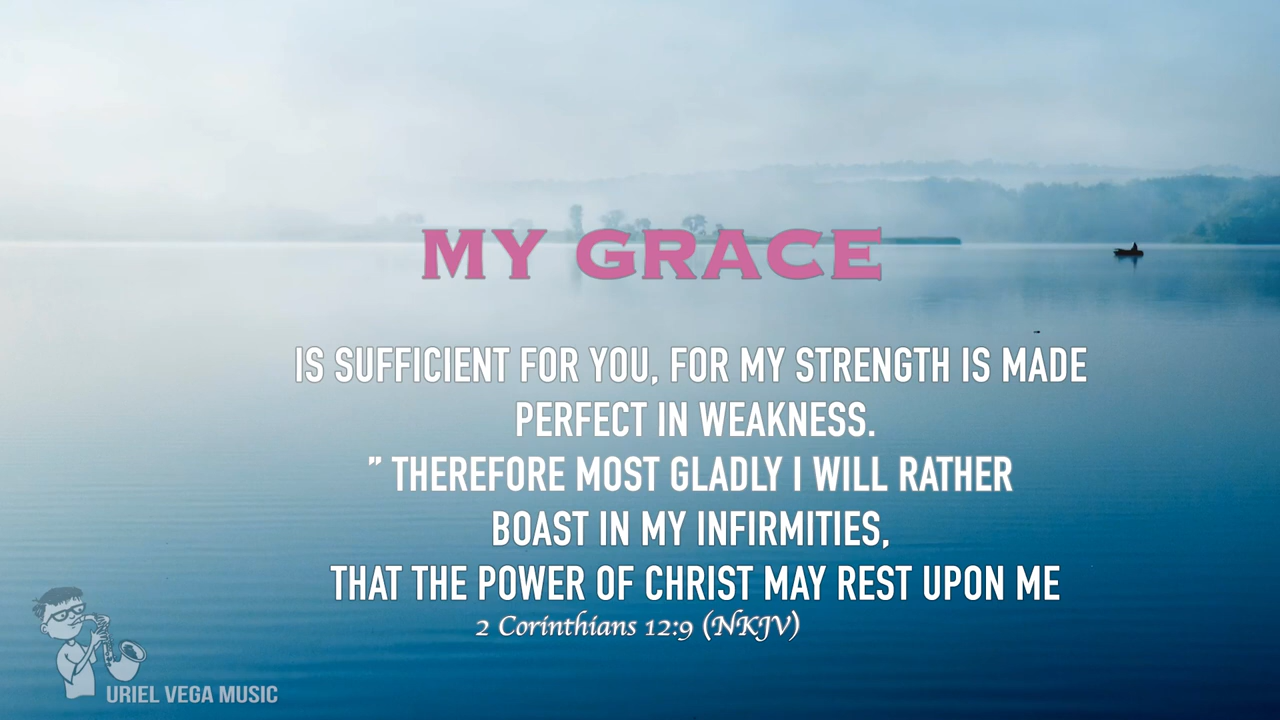 MY GRACE
IS SUFFICIENT FOR YOU, FOR MY STRENGTH IS MADE
PERFECT IN WEAKNESS.
” THEREFORE MOST GLADLY I WILL RATHER
BOAST IN MY INFIRMITIES,
THAT THE POWER OF CHRIST MAY REST UPON ME
2 Corinthians 12:9 (NKJV)
URIEL VEGA MUSIC